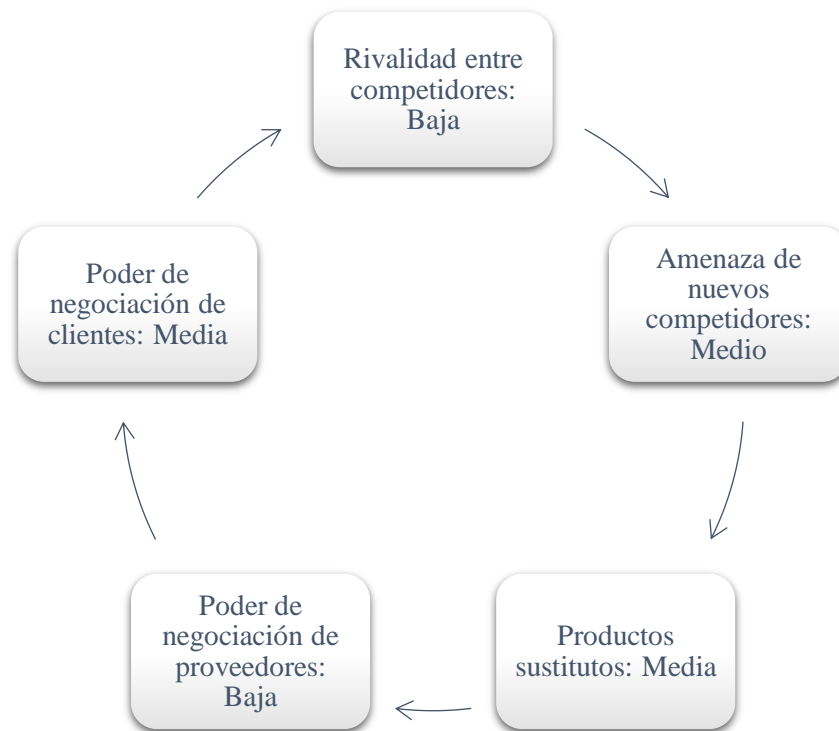 Rivalidad entre
competidores:
Baja
Amenaza de
nuevos
competidores:
Medio
Productos
sustitutos: Media
Poder de
negociación de
proveedores:
Baja
Poder de
negociación de
clientes: Media